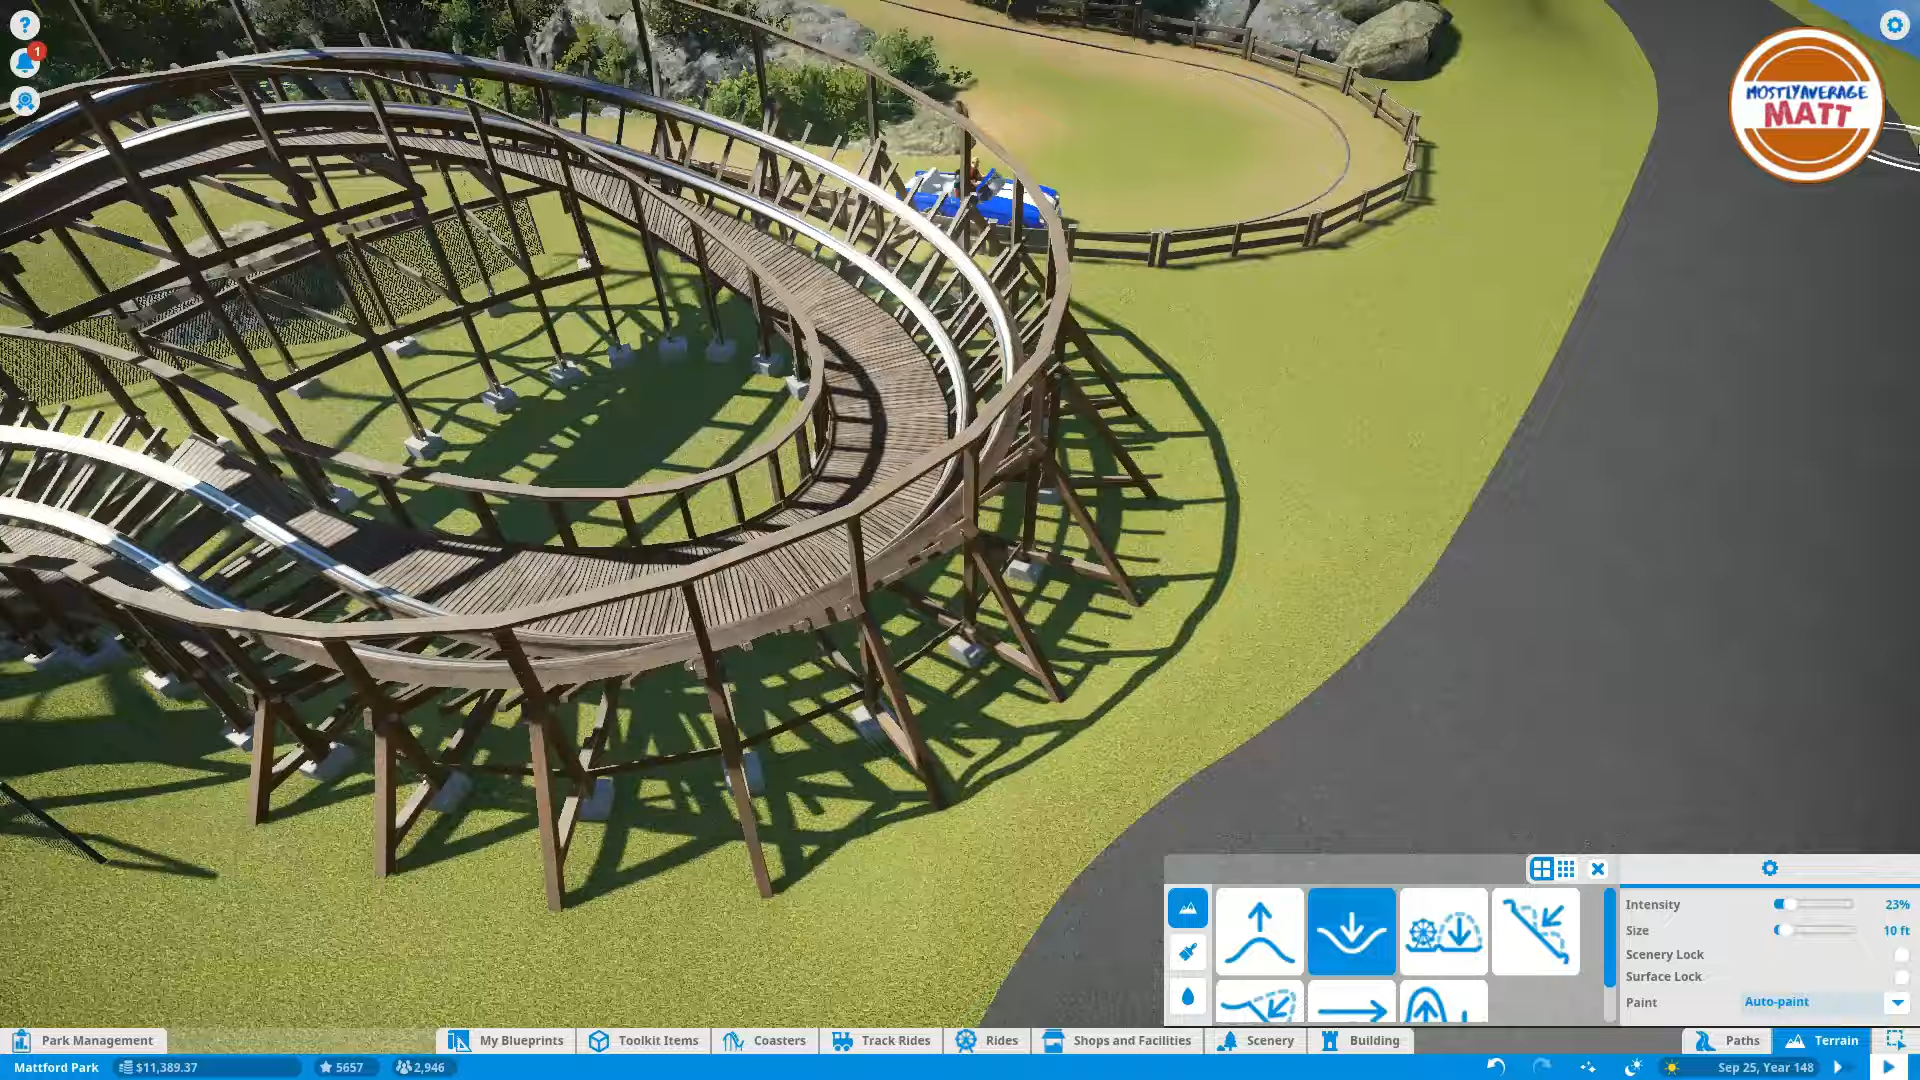 ?
1
MOSTLYAVERAGE
MATT
Intensity 23%
Size 10 ft
Scenery Lock
Surface Lock
Paint Auto-paint
Park Management My Blueprints Toolkit Items Coasters Track Rides Rides Shops and Facilities Scenery Building Paths Terrain
Mattford Park $11,389.37 5657 2,946 Sep 25, Year 148